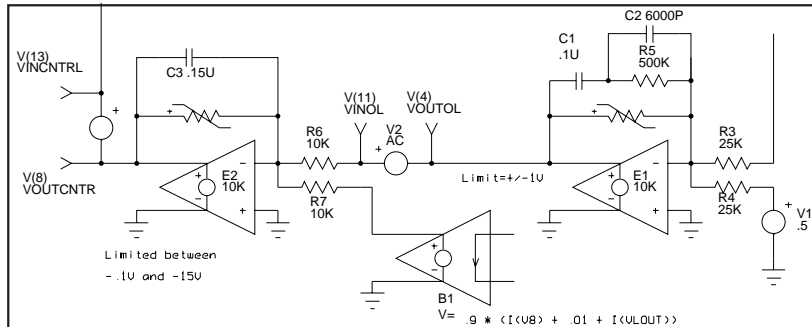 C2 6000P
C1
.1U
R5
500K
V(13)
VINCNTRL
C3 .15U
V(11)
VINOL
V(4)
VOUTOL
V2
AC
+
+
+
+
R6
10K
R3
25K
V(8)
VOUTCNTR
E2
10K
+
-
-
+
R7
10K
Limit=+/-1V
E1
10K
+
-
-
+
R4
25K
+
V1
.5
Limited between
-.1V and -15V
+
-
B1
V= .9 * (I(V8) + .01 + I(VLOUT))